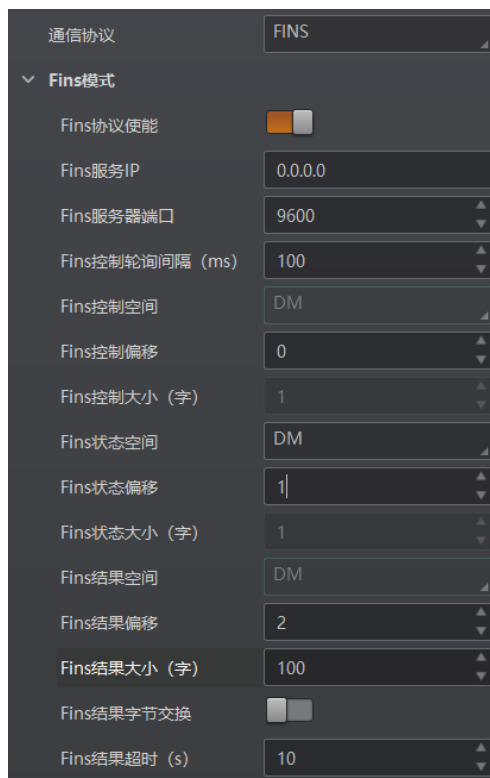 通信协议 FINS
Fins模式
Fins协议使能
Fins服务IP 0.0.0.0
Fins服务器端口 9600
Fins控制轮询间隔（ms） 100
Fins控制空间 DM
Fins控制偏移 0
Fins控制大小（字） 1
Fins状态空间 DM
Fins状态偏移 1
Fins状态大小（字） 1
Fins结果空间 DM
Fins结果偏移 2
Fins结果大小（字） 100
Fins结果字节交换
Fins结果超时（s） 10